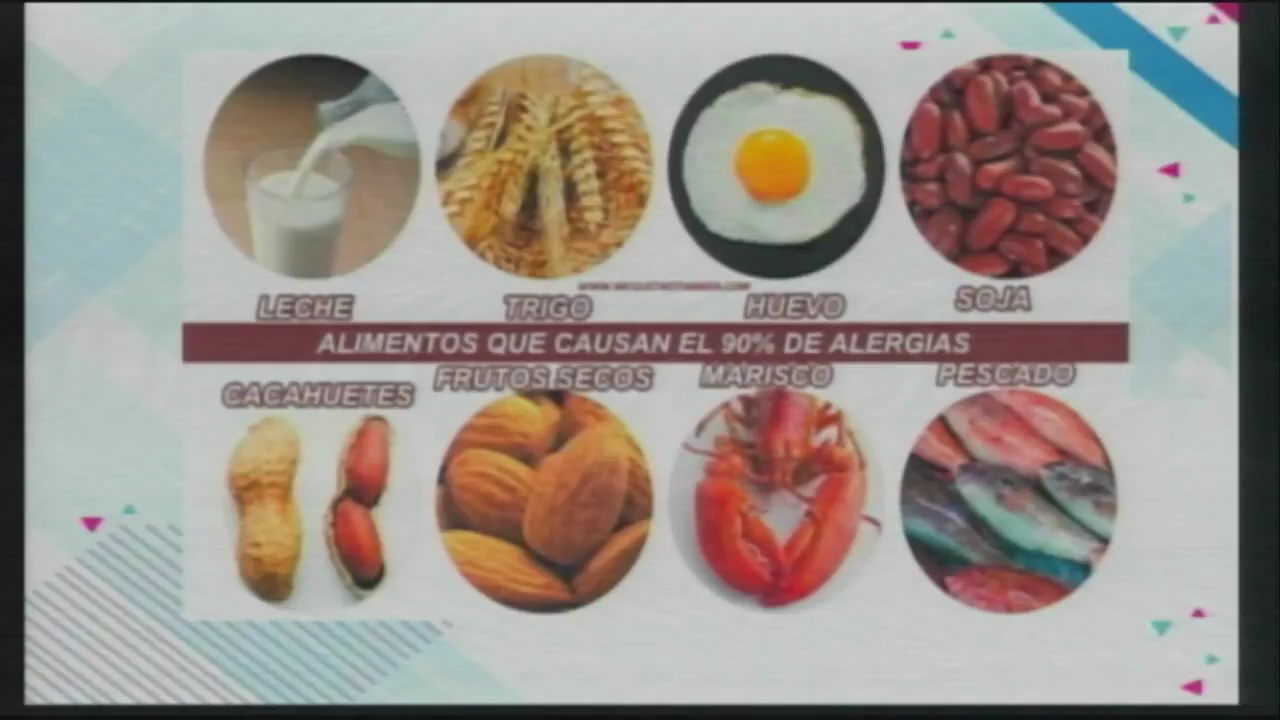 LECHE
TRIGO
HUEVO
SOJA
ALIMENTOS QUE CAUSAN EL 90% DE ALERGIAS
CACAHUETES
FRUTOS SECOS
MARISCO
PESCADO